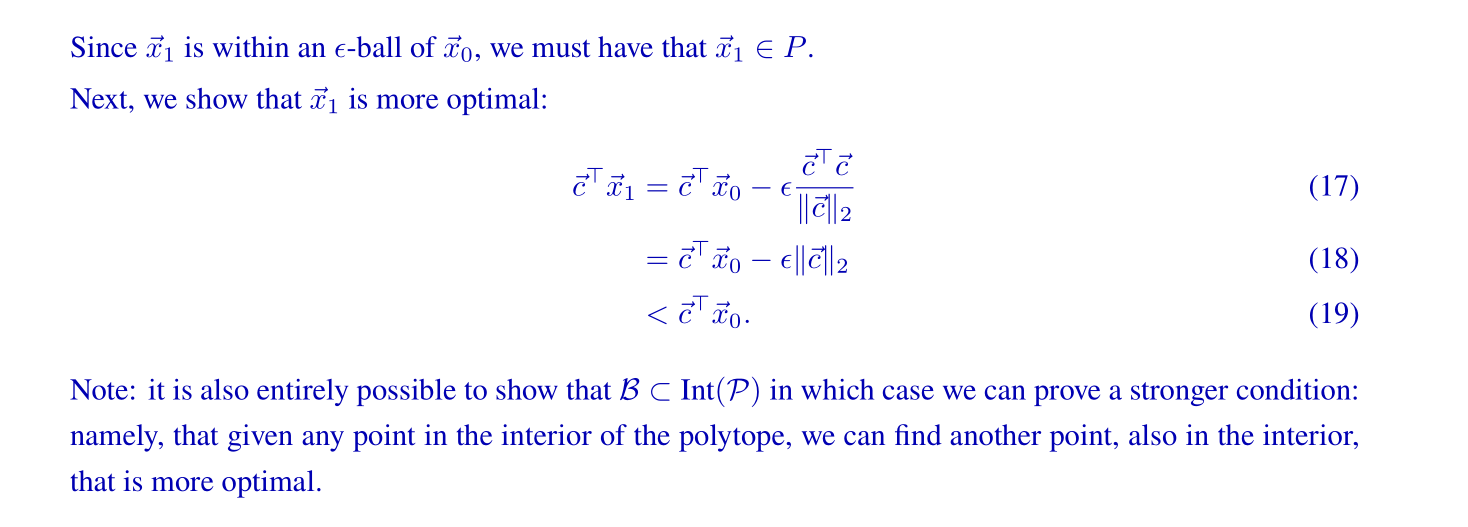 Since $\vec{x}_1$ is within an $\epsilon$-ball of $\vec{x}_0$, we must have that $\vec{x}_1 \in P$.
Next, we show that $\vec{x}_1$ is more optimal:
$\vec{c}^\top \vec{x}_1 = \vec{c}^\top \vec{x}_0 - \epsilon \frac{\vec{c}^\top \vec{c}}{\|\vec{c}\|_2}$ (17)
$= \vec{c}^\top \vec{x}_0 - \epsilon \|\vec{c}\|_2$ (18)
$< \vec{c}^\top \vec{x}_0.$ (19)
Note: it is also entirely possible to show that $\mathcal{B} \subset \text{Int}(\mathcal{P})$ in which case we can prove a stronger condition:
namely, that given any point in the interior of the polytope, we can find another point, also in the interior,
that is more optimal.